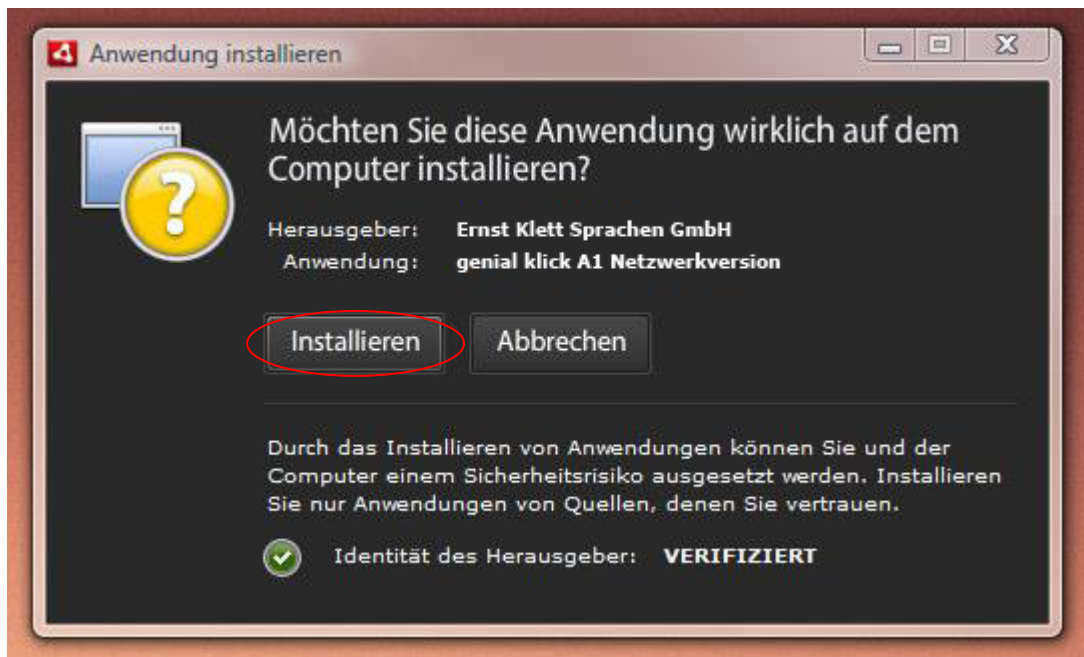 Anwendung installieren
Möchten Sie diese Anwendung wirklich auf dem
Computer installieren?
Herausgeber: Ernst Klett Sprachen GmbH
Anwendung: genial klick A1 Netzwerkversion
Installieren Abbrechen
Durch das Installieren von Anwendungen können Sie und der
Computer einem Sicherheitsrisiko ausgesetzt werden. Installieren
Sie nur Anwendungen von Quellen, denen Sie vertrauen.
Identität des Herausgeber: VERIFIZIERT